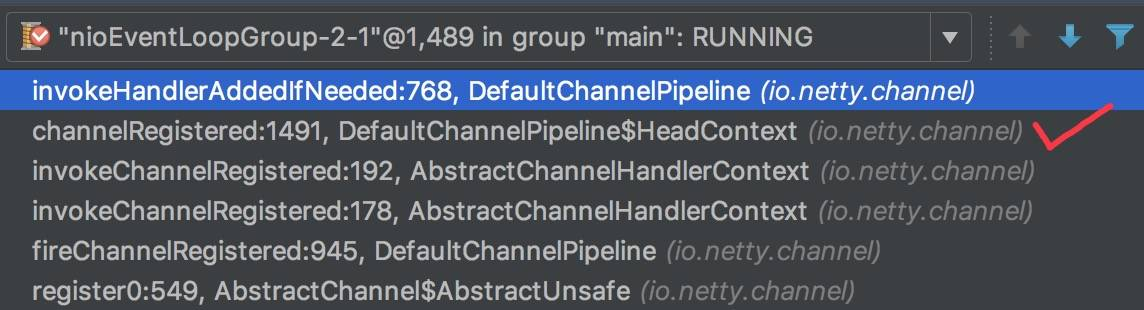 "nioEventLoopGroup-2-1"@1,489 in group "main": RUNNING
invokeHandlerAddedIfNeeded:768, DefaultChannelPipeline (io.netty.channel)
channelRegistered:1491, DefaultChannelPipeline$HeadContext (io.netty.channel)
invokeChannelRegistered:192, AbstractChannelHandlerContext (io.netty.channel)
invokeChannelRegistered:178, AbstractChannelHandlerContext (io.netty.channel)
fireChannelRegistered:945, DefaultChannelPipeline (io.netty.channel)
register0:549, AbstractChannel$AbstractUnsafe (io.netty.channel)